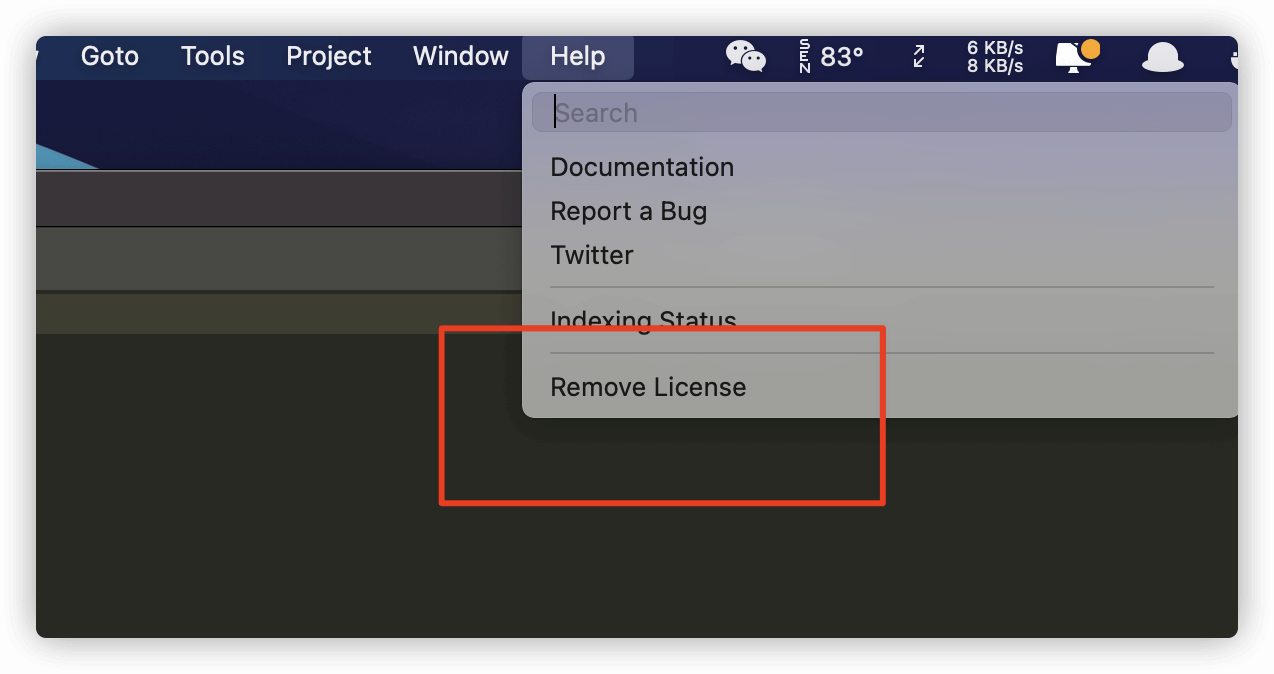 Goto Tools Project Window Help
SEN 83° 6 KB/s
8 KB/s
Search
Documentation
Report a Bug
Twitter
Indexing Status
Remove License